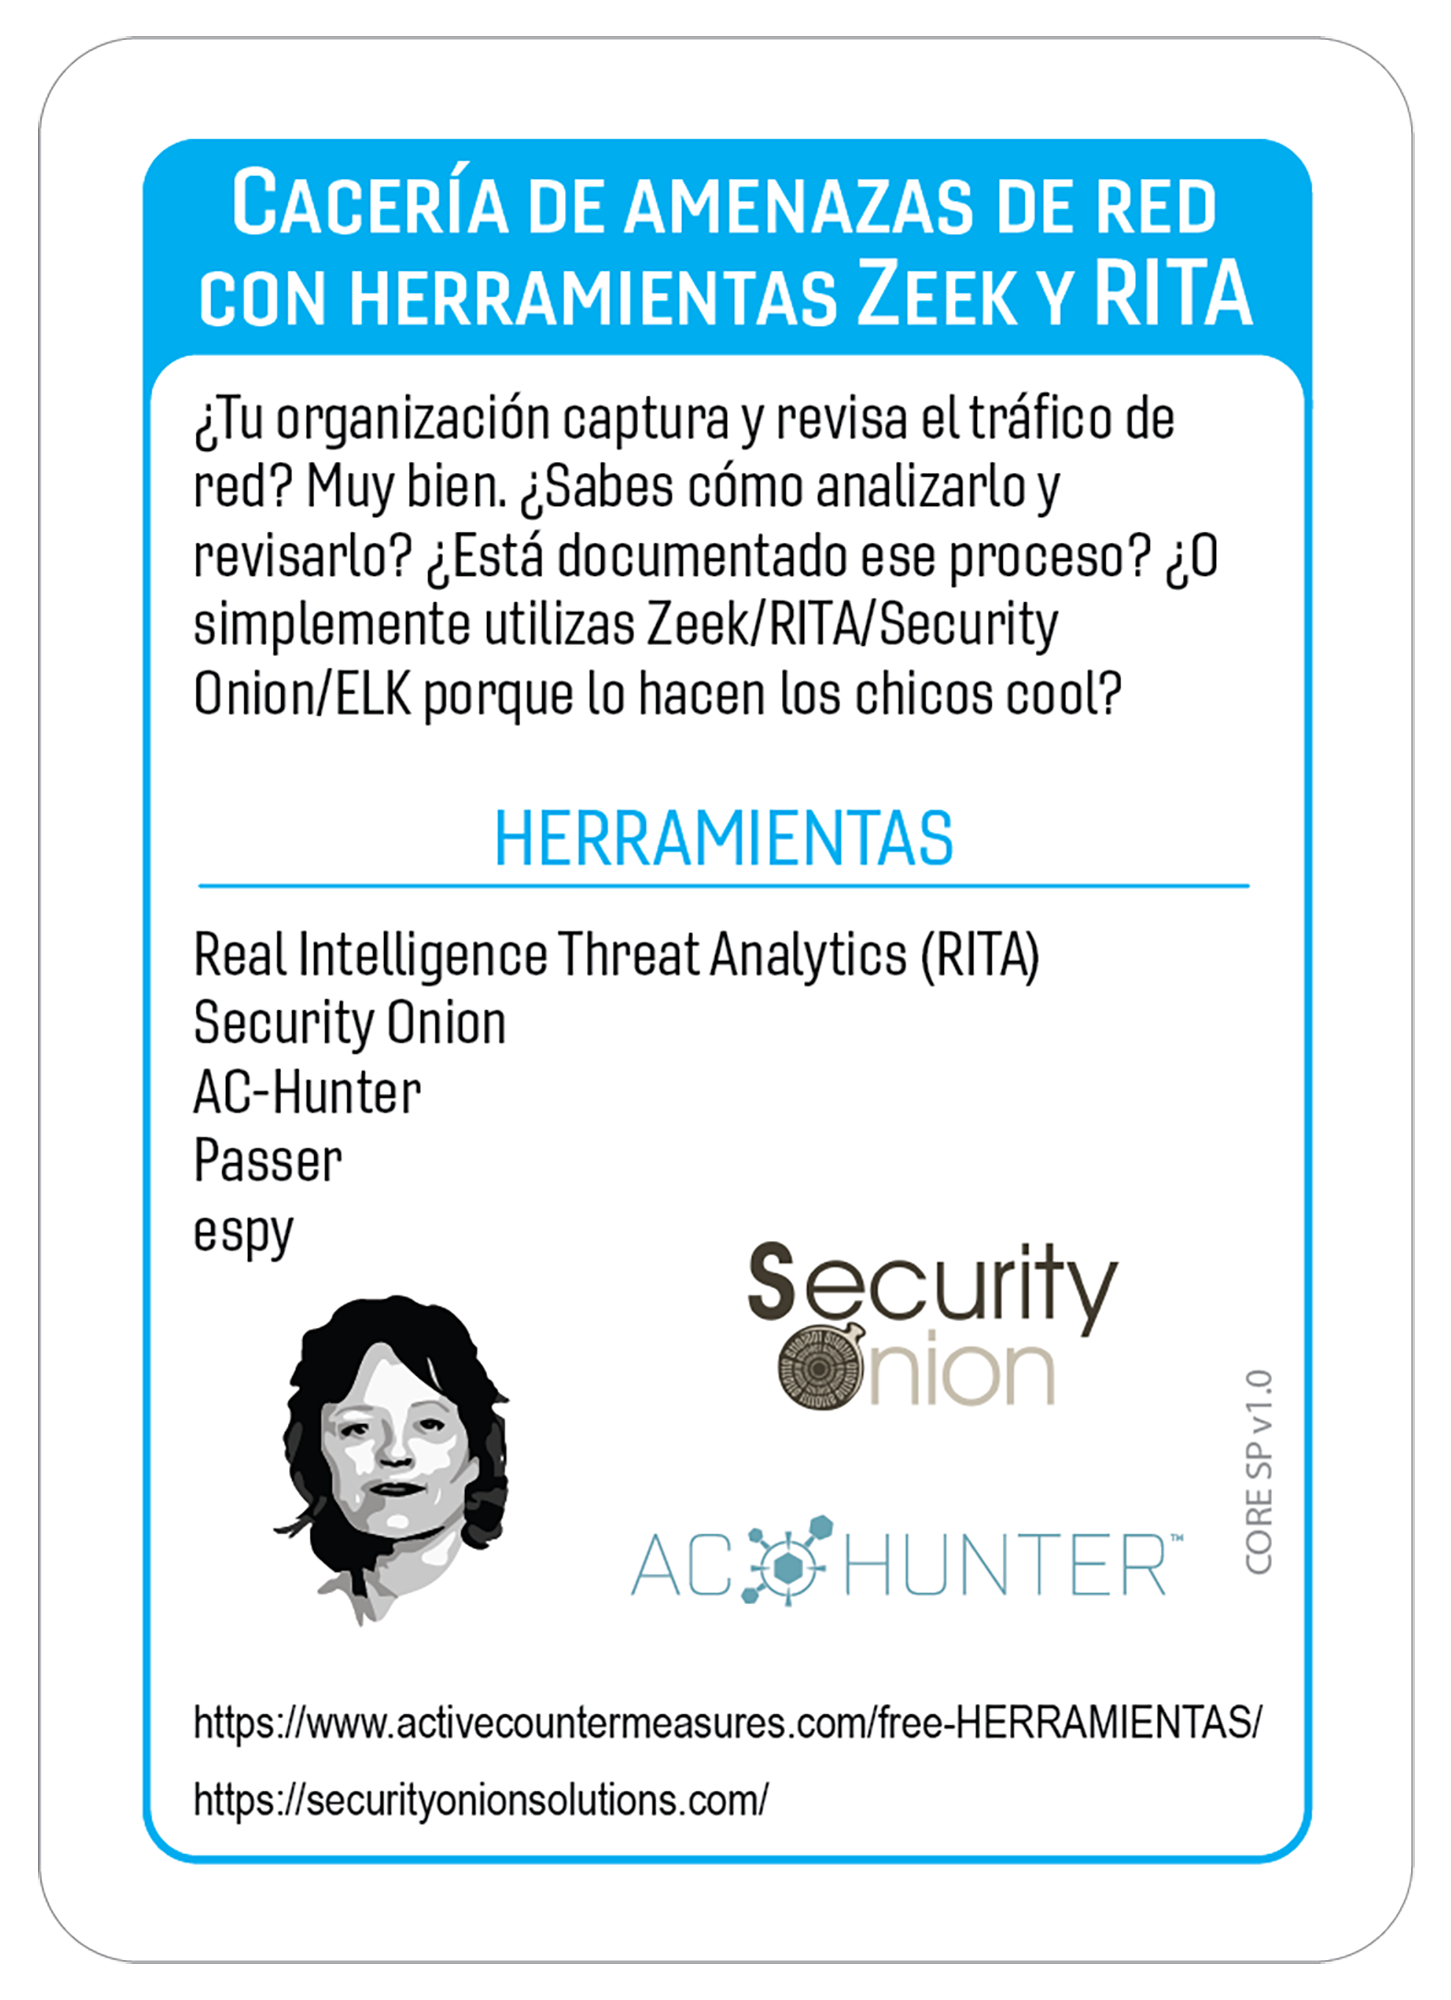 CACERÍA DE AMENAZAS DE RED
CON HERRAMIENTAS ZEEK Y RITA
¿Tu organización captura y revisa el tráfico de
red? Muy bien. ¿Sabes cómo analizarlo y
revisarlo? ¿Está documentado ese proceso? ¿O
simplemente utilizas Zeek/RITA/Security
Onion/ELK porque lo hacen los chicos cool?
HERRAMIENTAS
Real Intelligence Threat Analytics (RITA)
Security Onion
AC-Hunter
Passer
espy
Security
Onion
AC HUNTER™
CORE SP v1.0
https://www.activecountermeasures.com/free-HERRAMIENTAS/
https://securityonionsolutions.com/